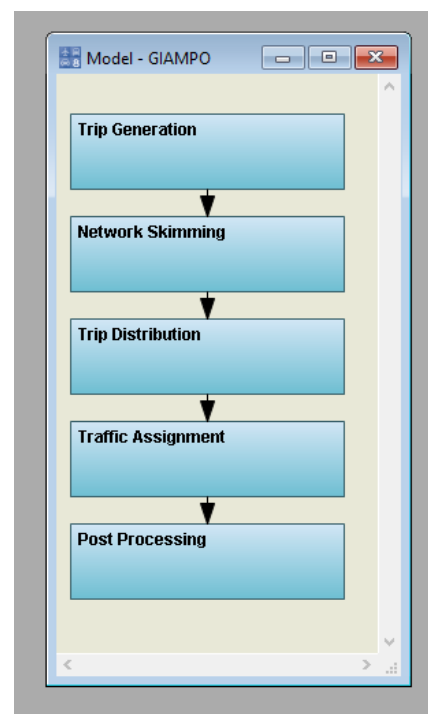 Model - GIAMPO
Trip Generation
Network Skimming
Trip Distribution
Traffic Assignment
Post Processing